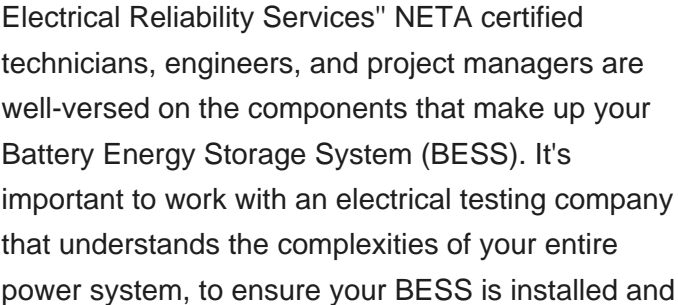 Electrical Reliability Services" NETA certified
technicians, engineers, and project managers are
well-versed on the components that make up your
Battery Energy Storage System (BESS). It's
important to work with an electrical testing company
that understands the complexities of your entire
power system, to ensure your BESS is installed and